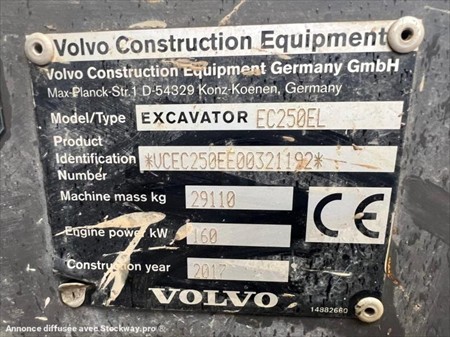 Volvo Construction Equipment
Volvo Construction Equipment Germany GmbH
Max-Planck-Str.1 D-54329 Konz-Koenen, Germany
Model/Type EXCAVATOR EC250EL
Product
Identification *VCEC250EE00321192*
Number
Machine mass kg 29110
Engine power kW 160
Construction year 2017
CE
VOLVO
14882660
Annonce diffusée avec Stockway.pro &